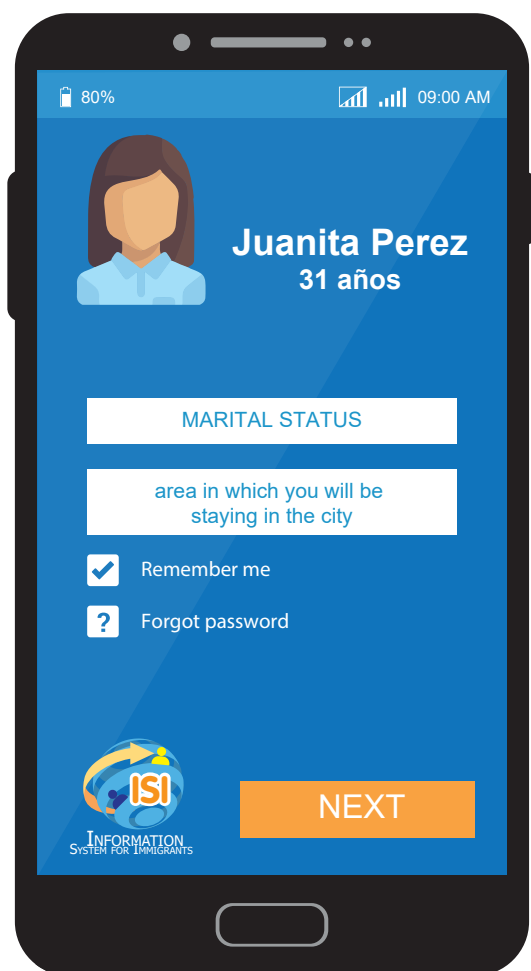 80%
09:00 AM
Juanita Perez
31 años
MARITAL STATUS
area in which you will be
staying in the city
Remember me
? Forgot password
ISI
INFORMATION
SYSTEM FOR IMMIGRANTS
NEXT